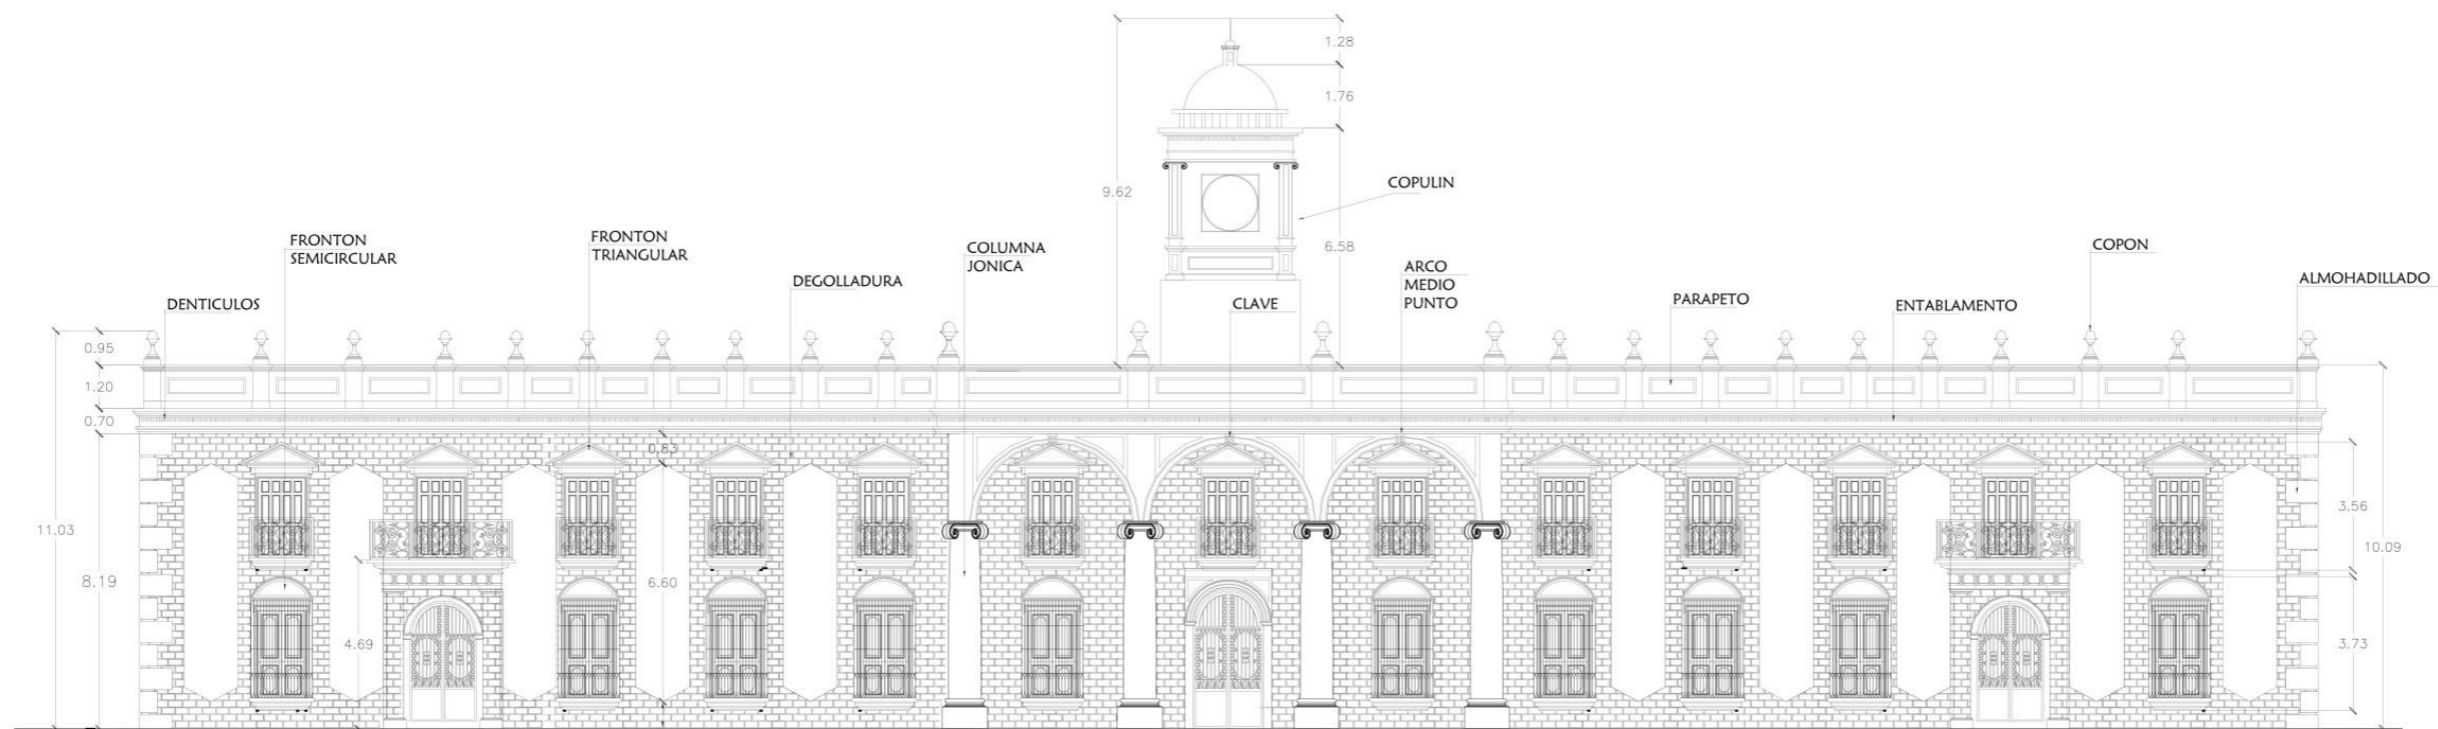 1.28
1.76
9.62
COPULIN
6.58
FRONTON
SEMICIRCULAR
FRONTON
TRIANGULAR
COLUMNA
JONICA
COPON
DEGOLLADURA
ARCO
MEDIO
PUNTO
ALMOHADILLADO
DENTICULOS
CLAVE
PARAPETO
ENTABLAMENTO
0.95
1.20
0.70
0.83
3.56
11.03
10.09
8.19
6.60
4.69
3.73